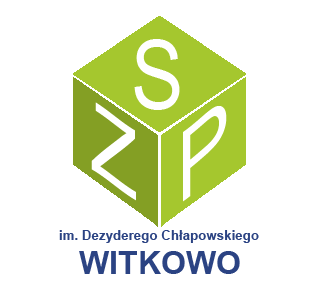 S
Z P
im. Dezyderego Chłapowskiego
WITKOWO